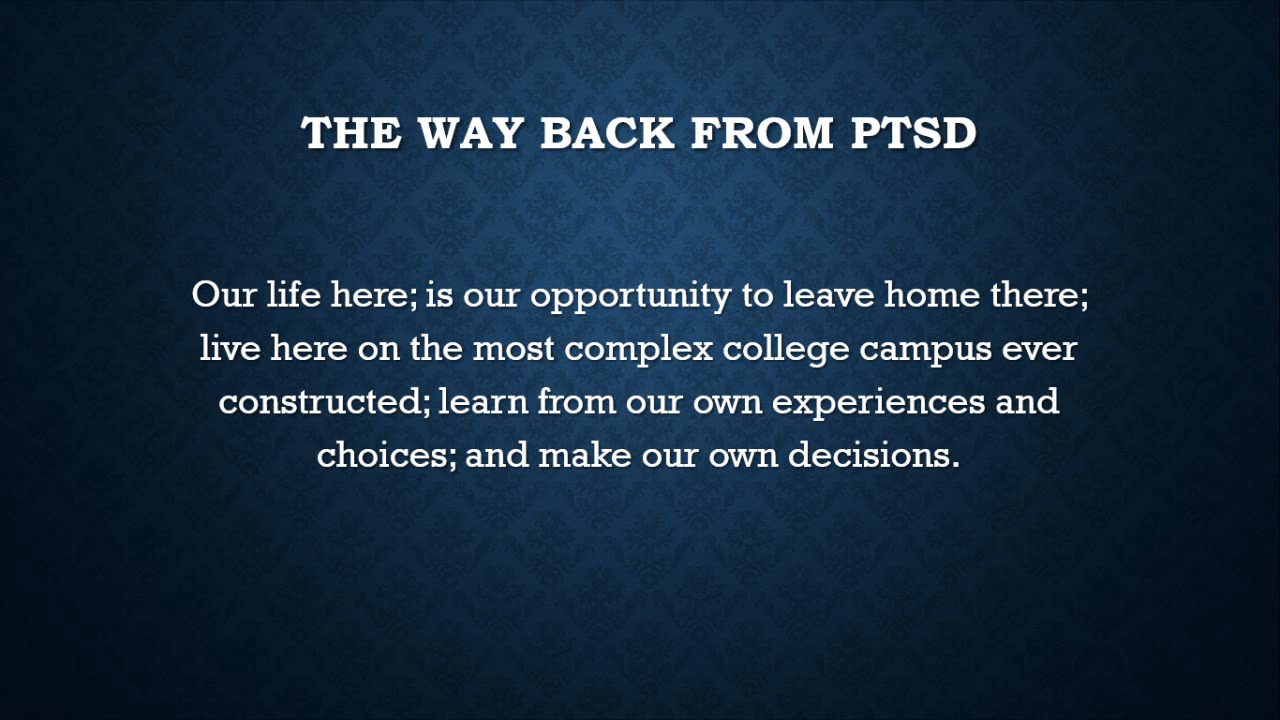 THE WAY BACK FROM PTSD
Our life here; is our opportunity to leave home there;
live here on the most complex college campus ever
constructed; learn from our own experiences and
choices; and make our own decisions.